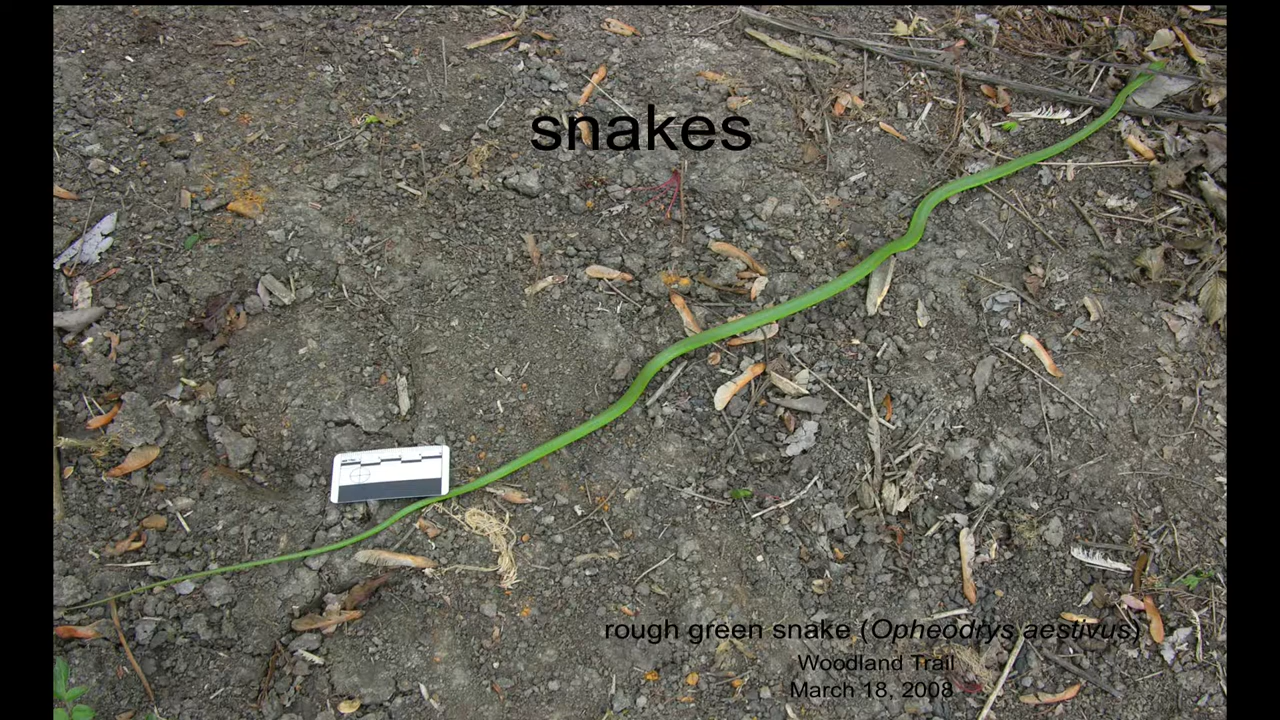 snakes
rough green snake (Opheodrys aestivus)
Woodland Trail
March 18, 2008